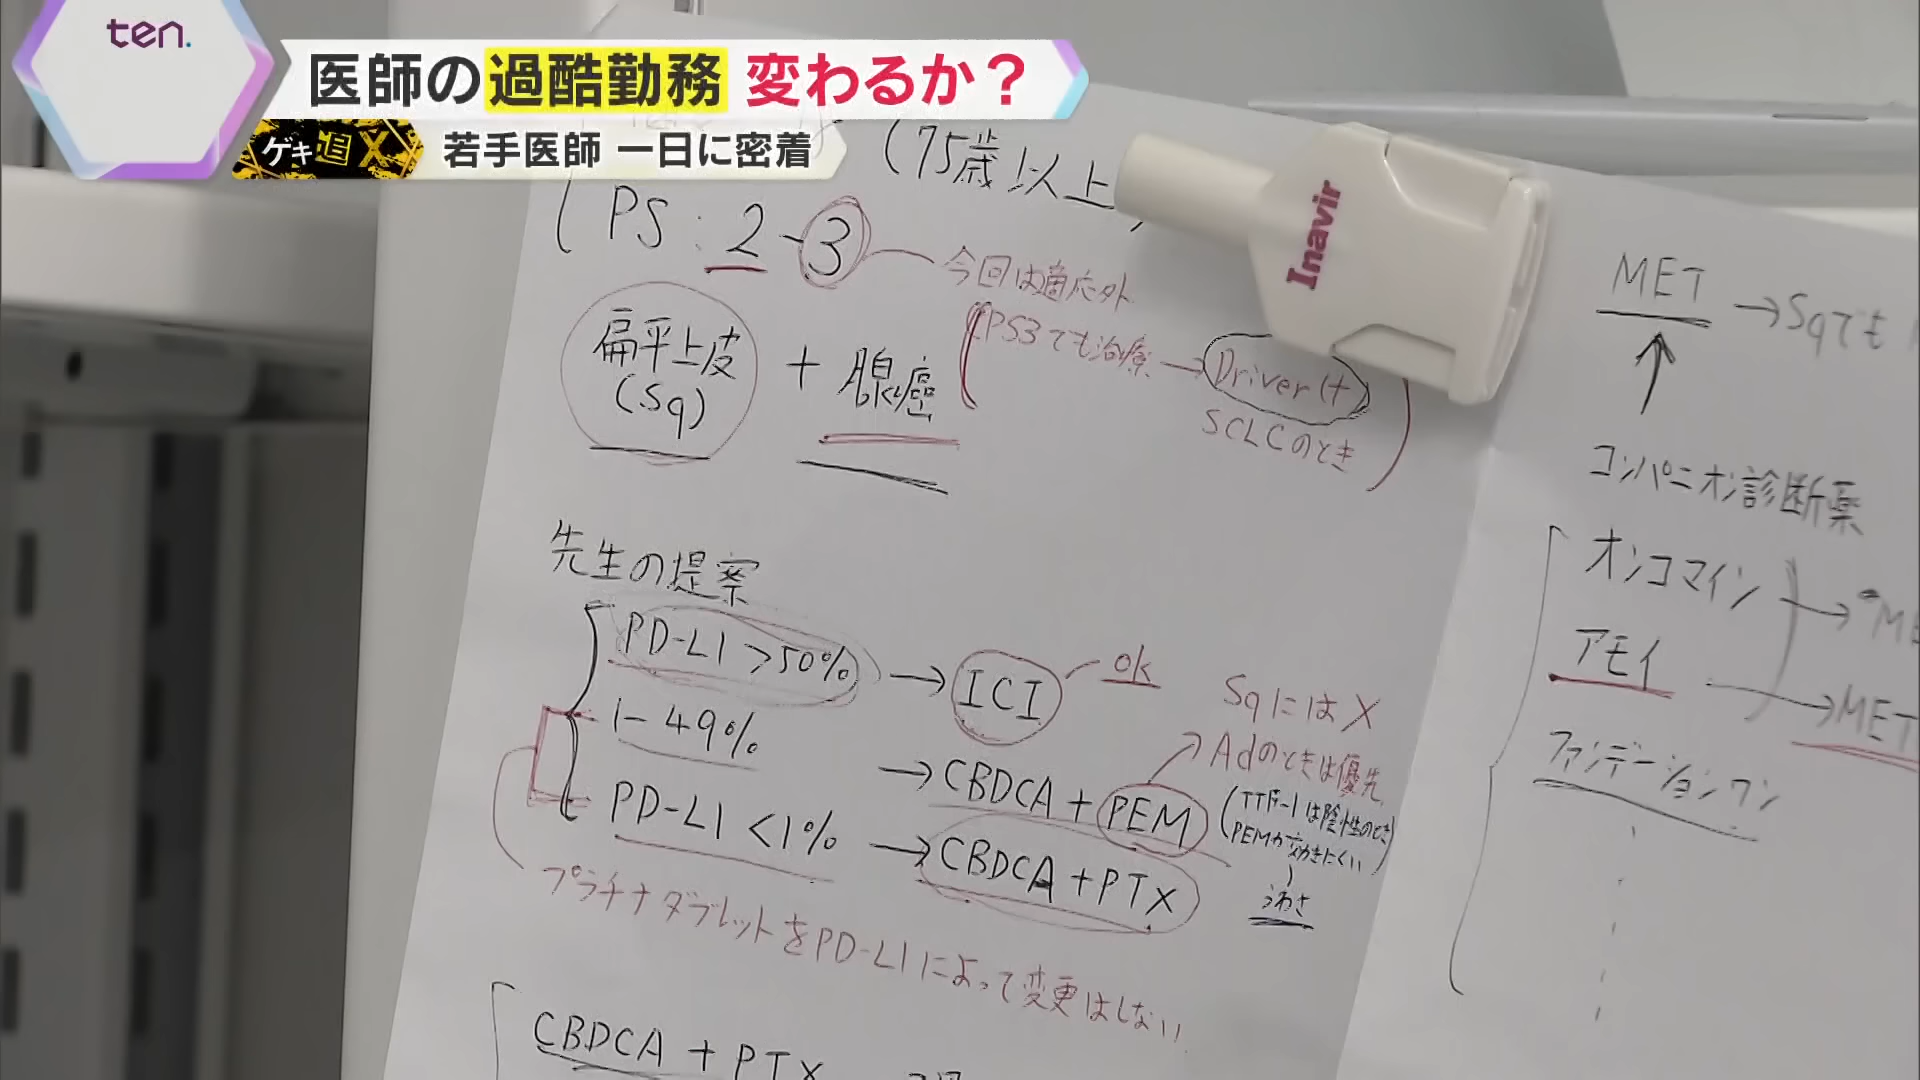 ten.
医師の過酷勤務 変わるか?
ゲキ追X 若手医師 一日に密着
(75歳以上
PS:2-3
今回は適応外
PS3でも治療→Driver(+
SCLCのとき
扁平上皮
(Sq)
+腺癌
Inavir
先生の提案
PD-L1>50%→ICI ok
1-49%
→CBDCA+PEM
Sqには×
Adのときは優先
(TTF-1は陰性のとき
PEMが効きにくい)
うわさ
PD-L1<1%→CBDCA+PTX
プラチナダブレットをPD-L1によって変更はしない
CBDCA+PTX
MET→Sqでも
コンパニオン診断薬
オンコマイン→
アモイ→MET
ファンデーションワン